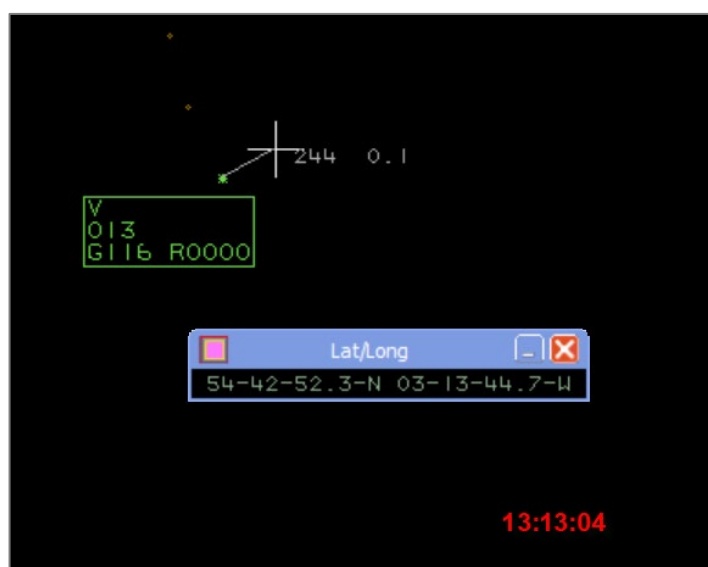 244 0.1
V
013
G116 R0000
Lat/Long
54-42-52.3-N 03-13-44.7-W
13:13:04